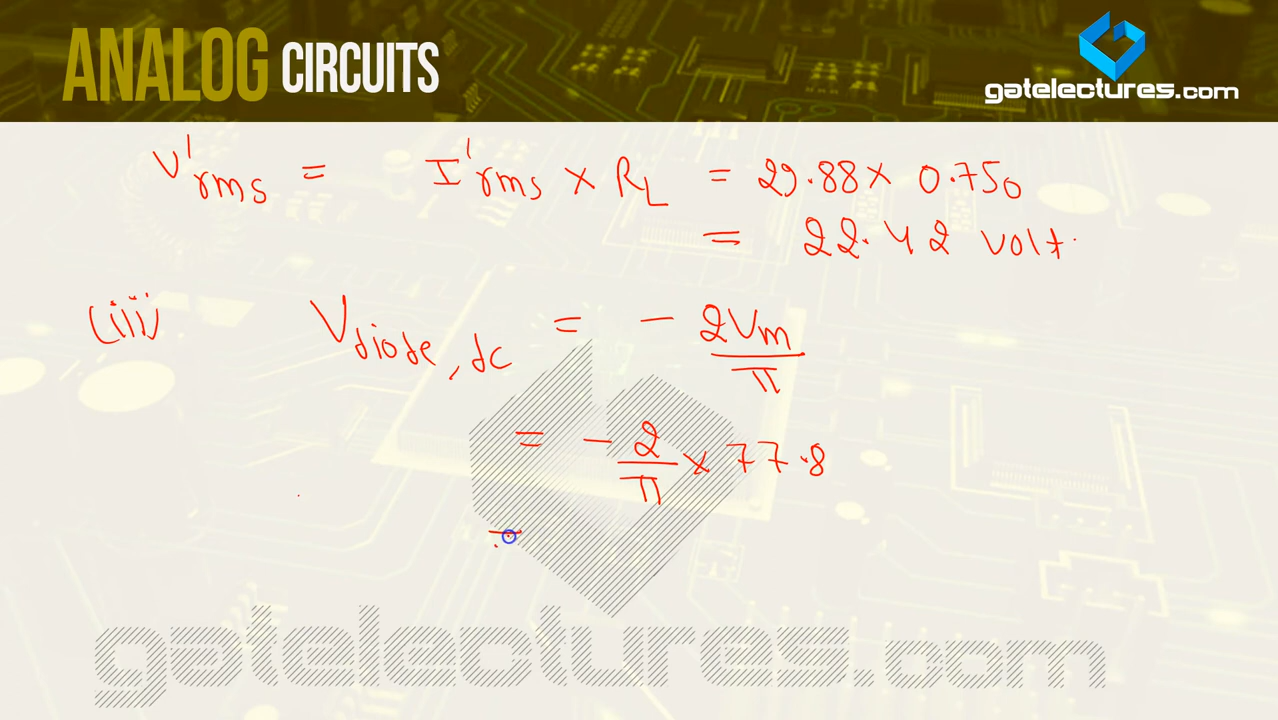 ANALOG CIRCUITS
gatelectures.com
V'rms = I'rms × RL = 29.88 × 0.750
= 22.42 volt.
(iii) Vdiode, dc = - 2Vm/π
= - 2/π × 77.8
=
gatelectures.com